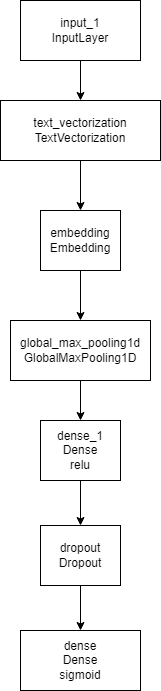 input_1
InputLayer
text_vectorization
TextVectorization
embedding
Embedding
global_max_pooling1d
GlobalMaxPooling1D
dense_1
Dense
relu
dropout
Dropout
dense
Dense
sigmoid